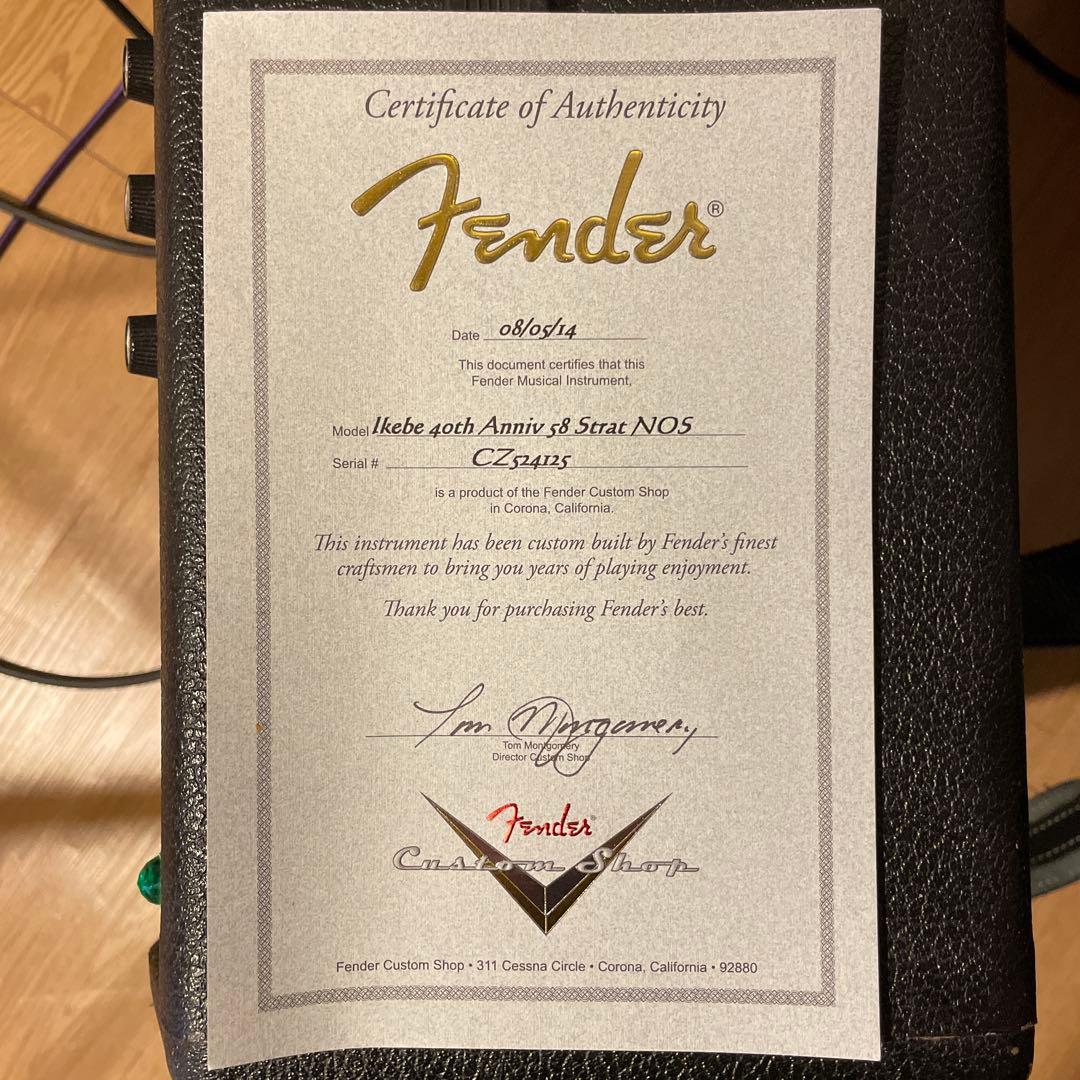 Certificate of Authenticity
Fender®
Date 08/05/14
This document certifies that this
Fender Musical Instrument,
Model Ikebe 40th Anniv 58 Strat NOS
Serial # CZ524125
is a product of the Fender Custom Shop
in Corona, California.
This instrument has been custom built by Fender's finest
craftsmen to bring you years of playing enjoyment.
Thank you for purchasing Fender's best.
Tom Montgomery
Tom Montgomery
Director Custom Shop
Fender®
Custom Shop
Fender Custom Shop • 311 Cessna Circle • Corona, California • 92880